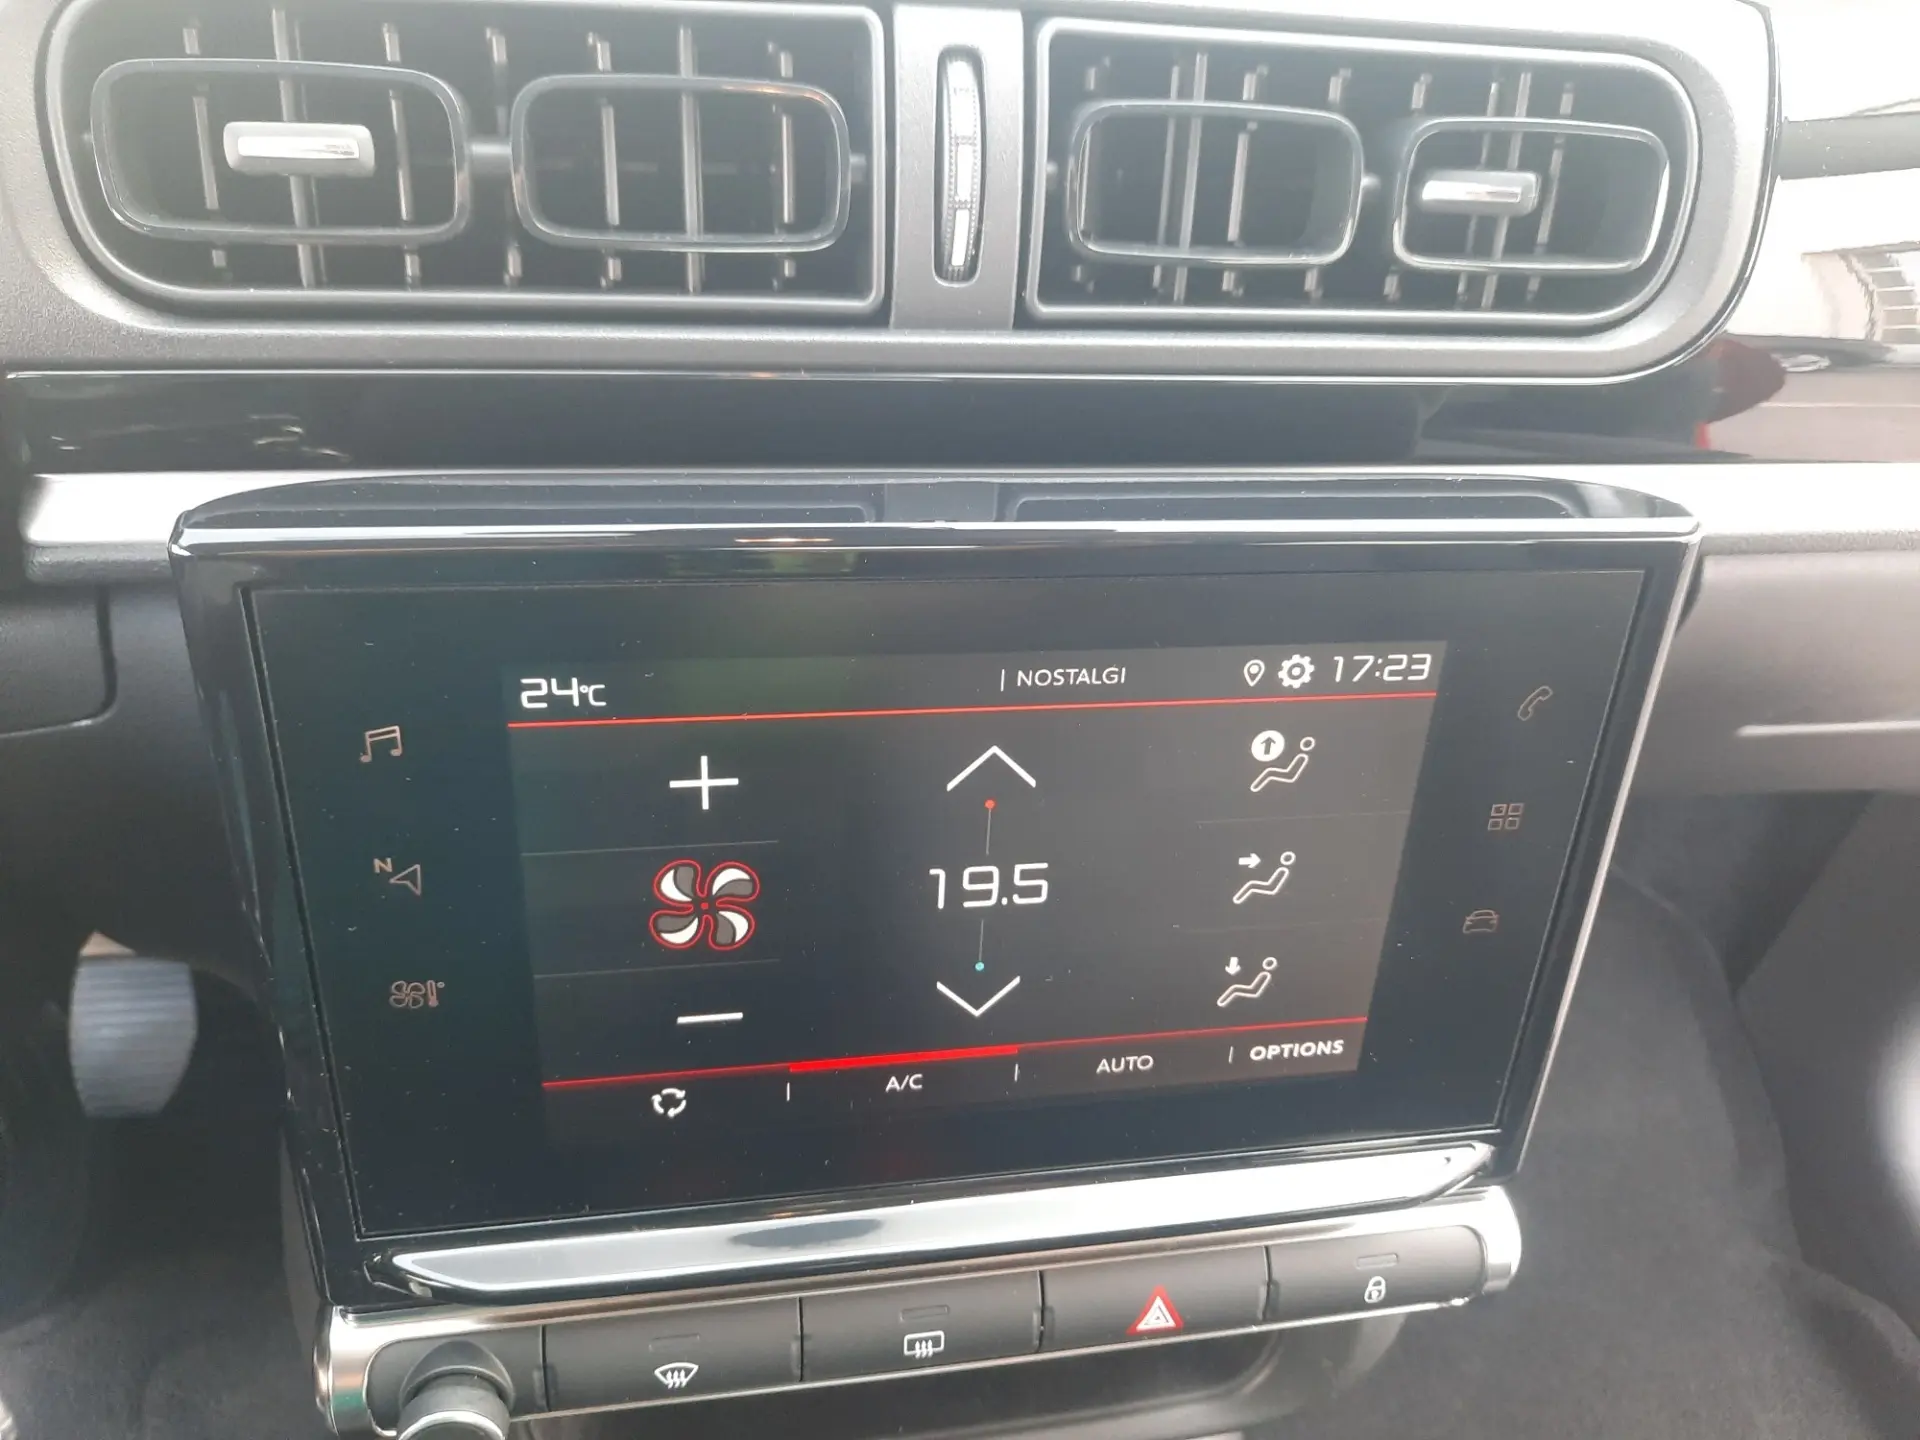 24°C | NOSTALGI 17:23
N
19.5
| A/C | AUTO | OPTIONS